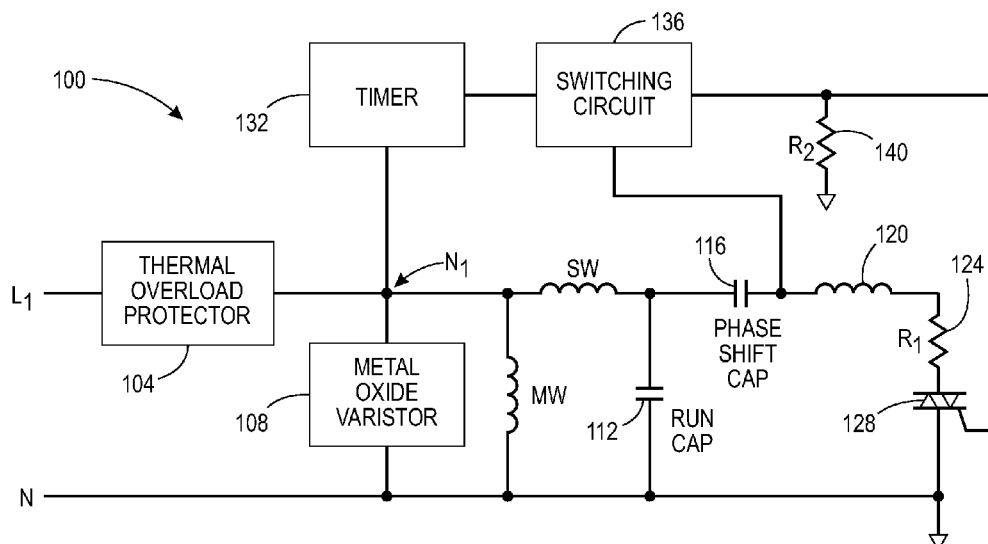 136
100
TIMER
SWITCHING
CIRCUIT
132
R2
140
N1
SW
116
120
124
L1
THERMAL
OVERLOAD
PROTECTOR
PHASE
SHIFT
CAP
R1
104
METAL
OXIDE
VARISTOR
108
MW
112
RUN
CAP
128
N